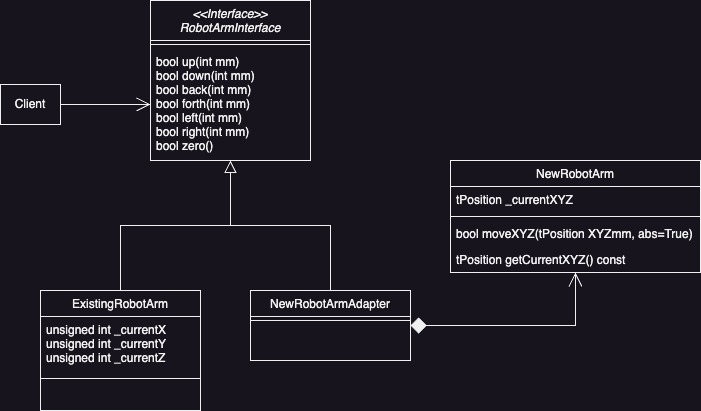 <<Interface>>
RobotArmInterface
bool up(int mm)
bool down(int mm)
bool back(int mm)
bool forth(int mm)
bool left(int mm)
bool right(int mm)
bool zero()
Client
NewRobotArm
tPosition _currentXYZ
bool moveXYZ(tPosition XYZmm, abs=True)
tPosition getCurrentXYZ() const
ExistingRobotArm
unsigned int _currentX
unsigned int _currentY
unsigned int _currentZ
NewRobotArmAdapter